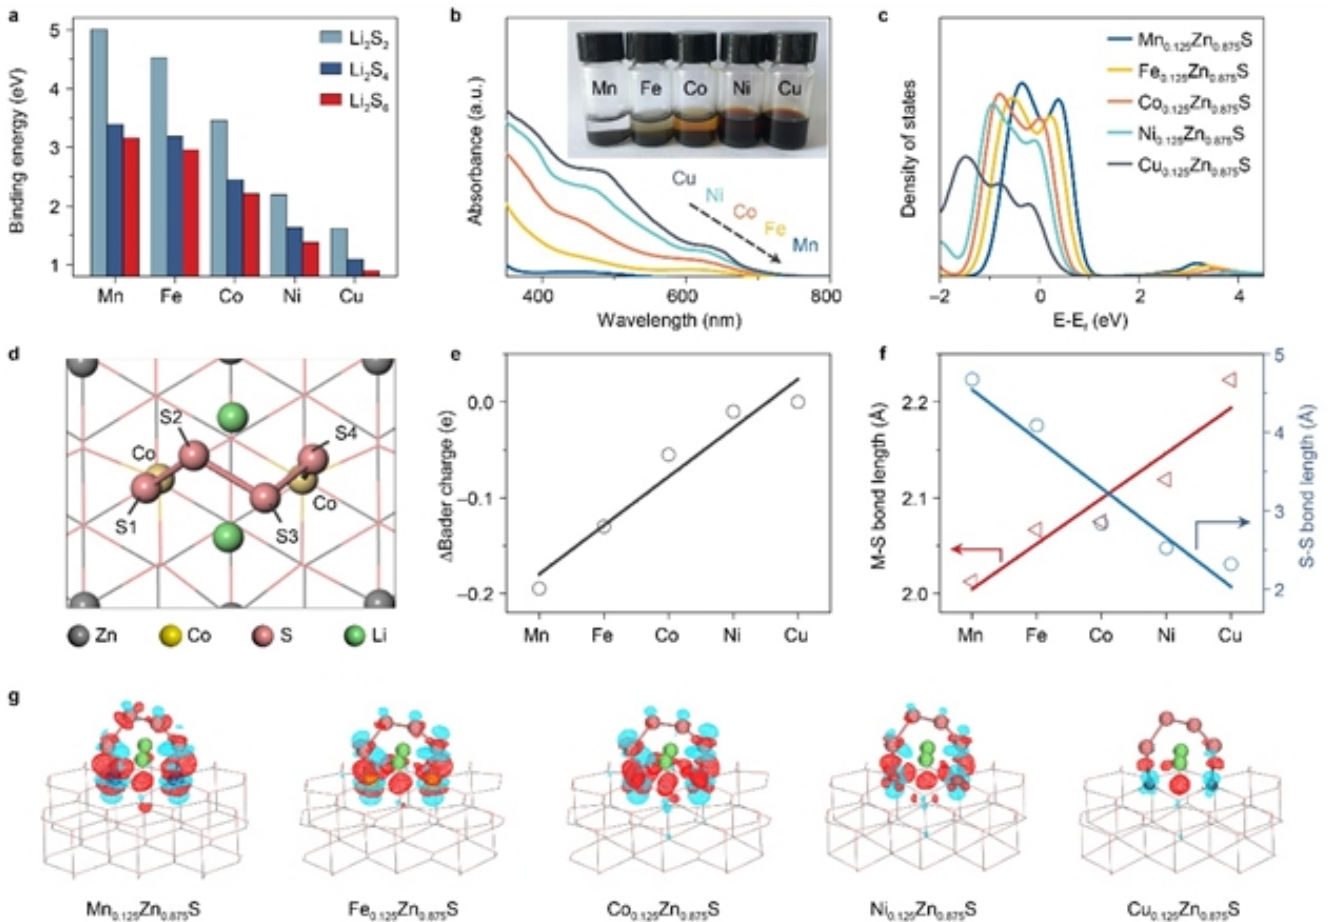 a
Binding energy (eV)
5
4
3
2
1
Li₂S₂
Li₂S₄
Li₂S₆
Mn Fe Co Ni Cu
b
Absorbance (a.u.)
Mn Fe Co Ni Cu
Cu
Ni
Co
Fe
Mn
400 600 800
Wavelength (nm)
c
Density of states
Mn₀.₁₂₅Zn₀.₈₇₅S
Fe₀.₁₂₅Zn₀.₈₇₅S
Co₀.₁₂₅Zn₀.₈₇₅S
Ni₀.₁₂₅Zn₀.₈₇₅S
Cu₀.₁₂₅Zn₀.₈₇₅S
−2 0 2 4
E-Ef (eV)
d
S2
S4
Co
Co
S1
S3
Zn Co S Li
e
ΔBader charge (e)
0.0
−0.1
−0.2
Mn Fe Co Ni Cu
f
M-S bond length (Å)
2.2
2.1
2.0
5
4
3
2
S-S bond length (Å)
Mn Fe Co Ni Cu
g
Mn₀.₁₂₅Zn₀.₈₇₅S Fe₀.₁₂₅Zn₀.₈₇₅S Co₀.₁₂₅Zn₀.₈₇₅S Ni₀.₁₂₅Zn₀.₈₇₅S Cu₀.₁₂₅Zn₀.₈₇₅S